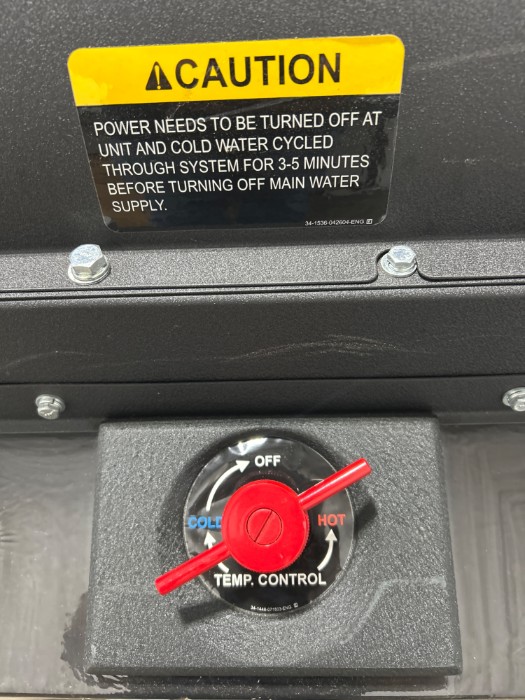 ⚠CAUTION
POWER NEEDS TO BE TURNED OFF AT
UNIT AND COLD WATER CYCLED
THROUGH SYSTEM FOR 3-5 MINUTES
BEFORE TURNING OFF MAIN WATER
SUPPLY.
34-1536-042604-ENG
OFF
COLD
HOT
TEMP. CONTROL